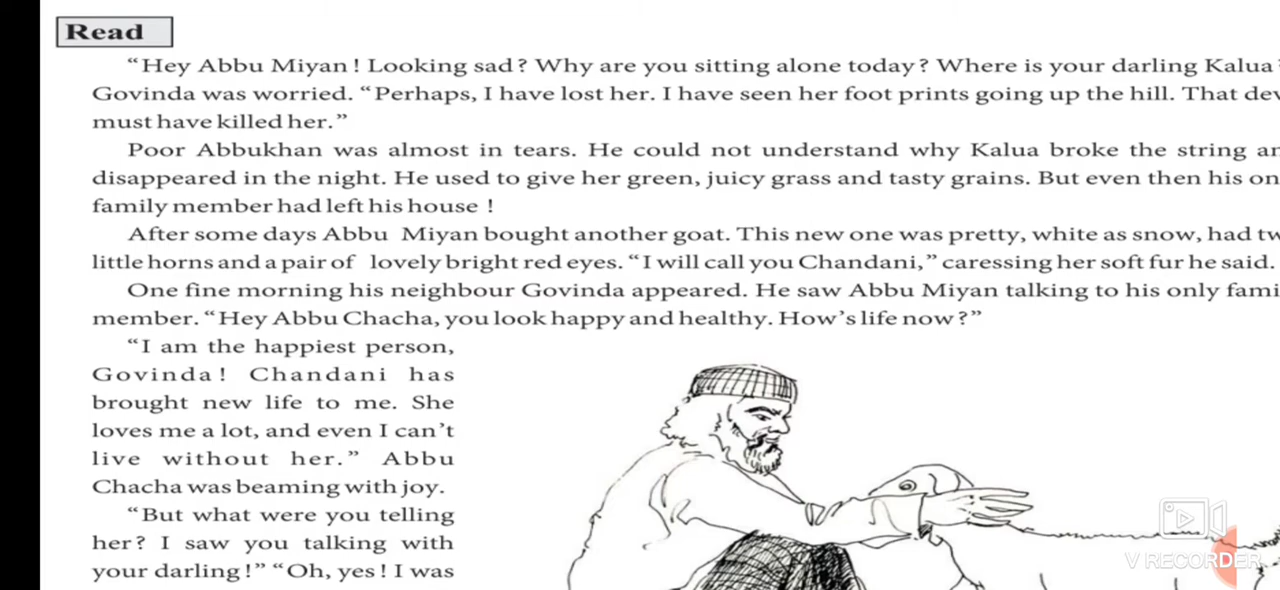 Read
“Hey Abbu Miyan ! Looking sad ? Why are you sitting alone today ? Where is your darling Kalua
Govinda was worried. “Perhaps, I have lost her. I have seen her foot prints going up the hill. That
must have killed her.”
Poor Abbukhan was almost in tears. He could not understand why Kalua broke the string
disappeared in the night. He used to give her green, juicy grass and tasty grains. But even then his
family member had left his house !
After some days Abbu Miyan bought another goat. This new one was pretty, white as snow, had
little horns and a pair of lovely bright red eyes. “I will call you Chandani,” caressing her soft fur he said.
One fine morning his neighbour Govinda appeared. He saw Abbu Miyan talking to his only
member. “Hey Abbu Chacha, you look happy and healthy. How’s life now?”
“I am the happiest person,
Govinda ! Chandani has
brought new life to me. She
loves me a lot, and even I can’t
live without her.” Abbu
Chacha was beaming with joy.
“But what were you telling
her? I saw you talking with
your darling !” “Oh, yes ! I was
V RECORDER